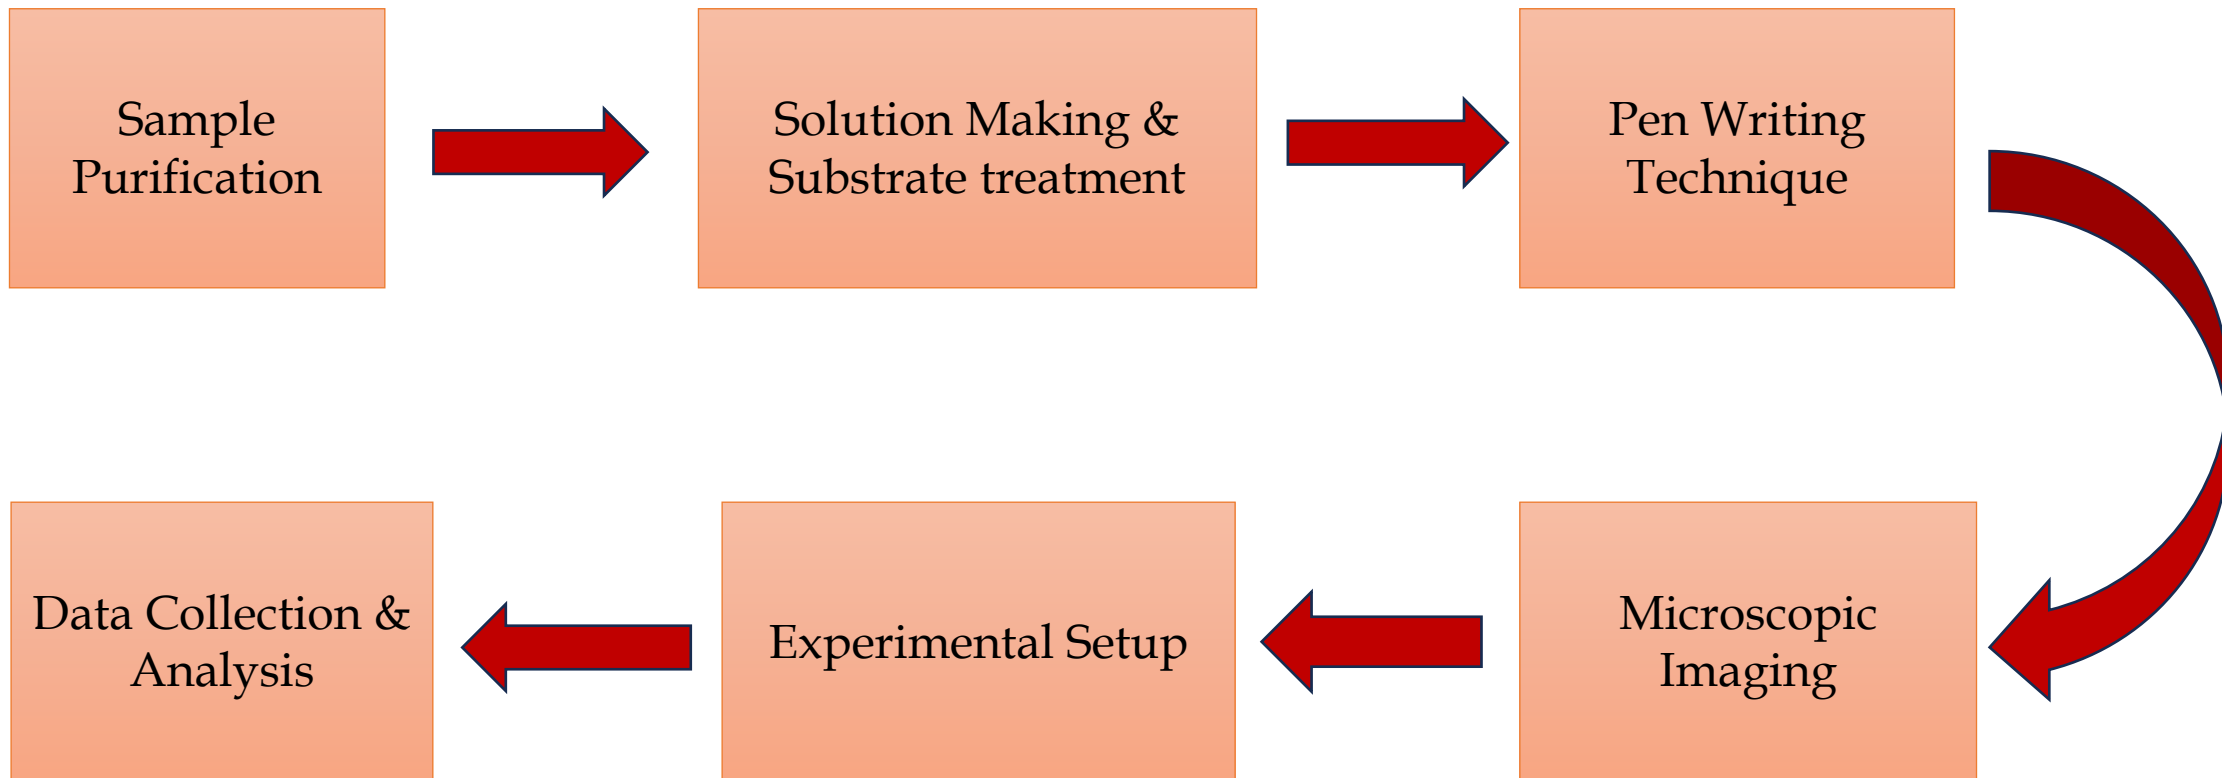 Sample
Purification
Solution Making &
Substrate treatment
Pen Writing
Technique
Microscopic
Imaging
Experimental Setup
Data Collection &
Analysis